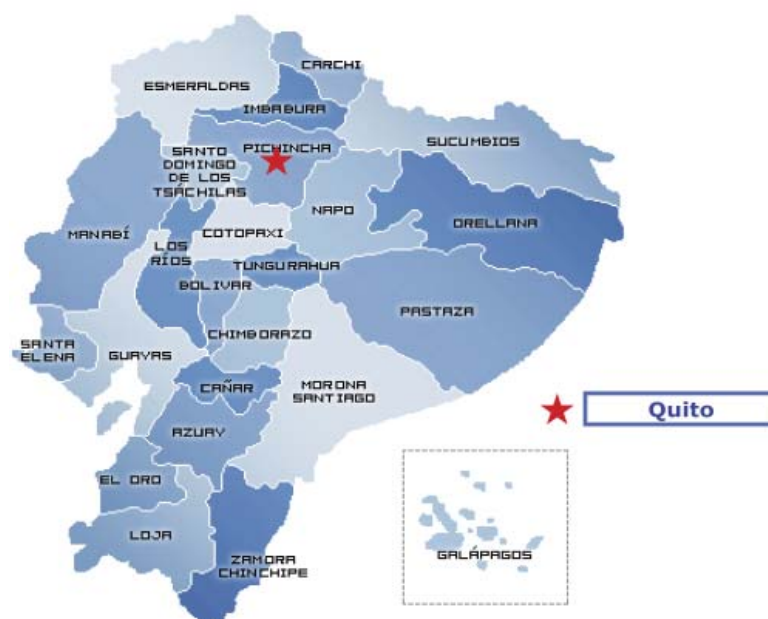 CARCHI
ESMERALDAS
IMBABURA
PICHINCHA
SUCUMBIOS
SANTO
DOMINGO
DE LOS
TSÁCHILAS
NAPO
ORELLANA
MANABÍ
COTOPAXI
LOS
RÍOS
TUNGURAHUA
BOLIVAR
PASTAZA
CHIMBORAZO
SANTA
ELENA
GUAYAS
CAÑAR
MORONA
SANTIAGO
Quito
AZUAY
EL ORO
LOJA
GALÁPAGOS
ZAMORA
CHINCHIPE